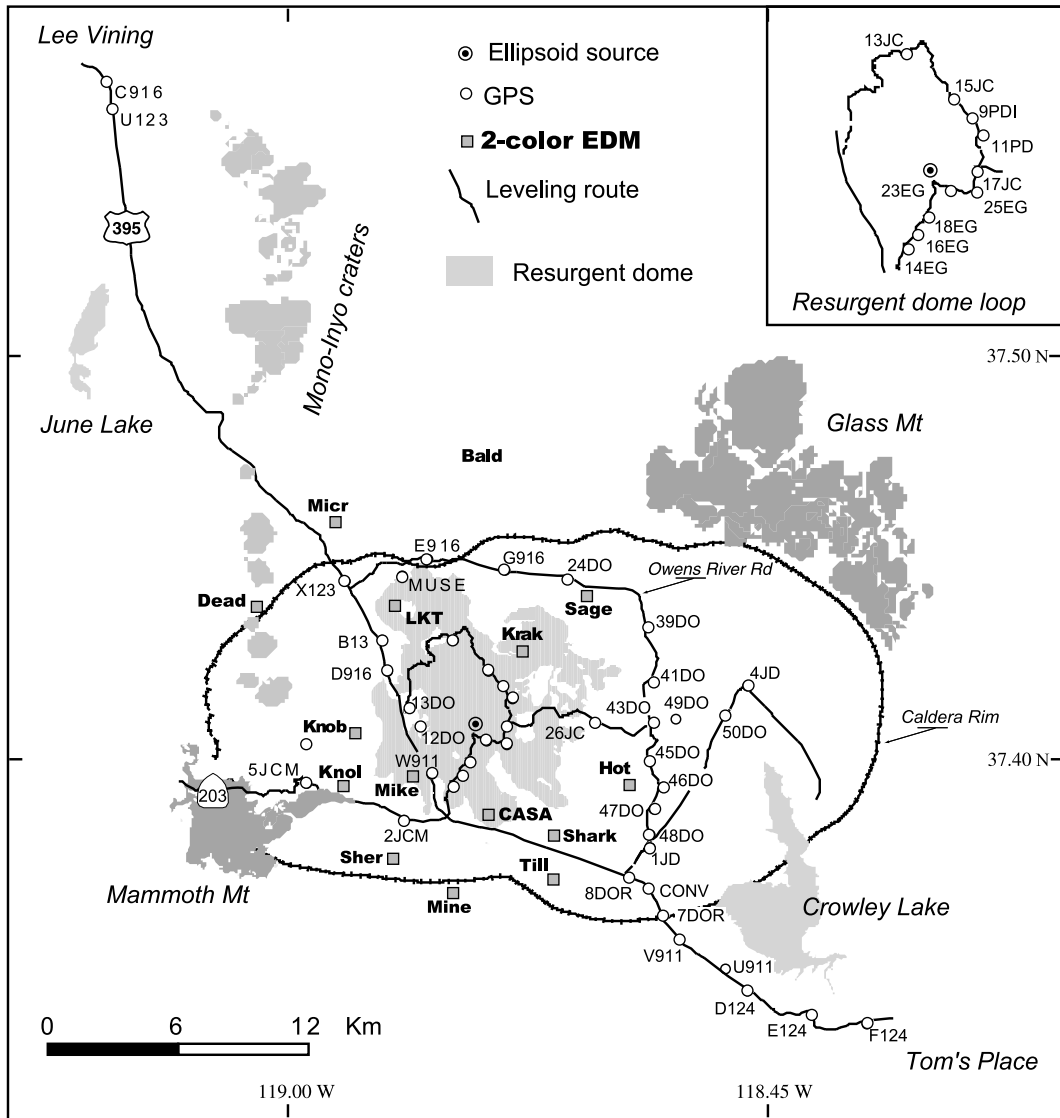 Lee Vining
C916
U123
395
June Lake
Mono-Inyo craters
Ellipsoid source
GPS
2-color EDM
Leveling route
Resurgent dome
13JC
15JC
9PDI
11PD
17JC
23EG
25EG
18EG
16EG
14EG
Resurgent dome loop
37.50 N
Glass Mt
Bald
Micr
E916
G916
24DO
Owens River Rd
X123
MUSE
Dead
LKT
Sage
B13
Krak
39DO
D916
41DO
4JD
13DO
43DO
49DO
Knob
12DO
26JC
50DO
Caldera Rim
45DO
37.40 N
W911
5JCM
Knol
Mike
Hot
46DO
203
CASA
47DO
2JCM
Shark
48DO
1JD
Sher
Till
Mammoth Mt
Mine
8DOR
CONV
Crowley Lake
7DOR
V911
U911
D124
E124
F124
0 6 12 Km
Tom's Place
119.00 W
118.45 W